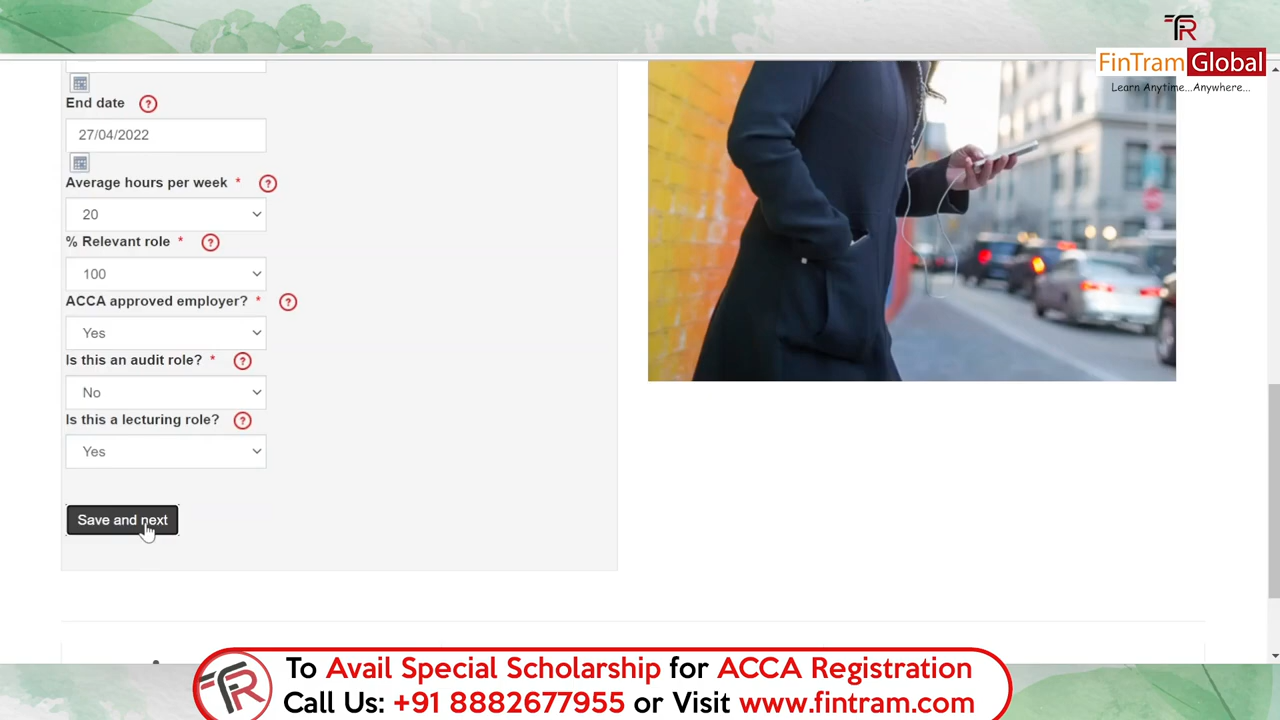 FR
FinTram Global
Learn Anytime...Anywhere...
End date ?
27/04/2022
Average hours per week * ?
20
% Relevant role * ?
100
ACCA approved employer? * ?
Yes
Is this an audit role? * ?
No
Is this a lecturing role? ?
Yes
Save and next
FR
To Avail Special Scholarship for ACCA Registration
Call Us: +91 8882677955 or Visit www.fintram.com